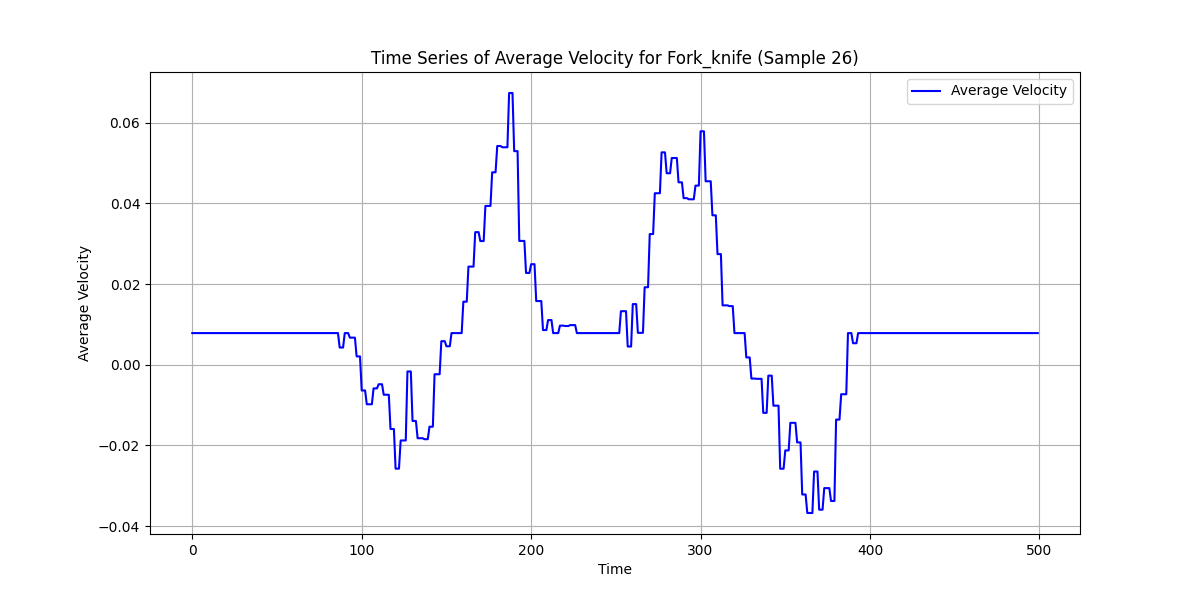 Time Series of Average Velocity for Fork_knife (Sample 26)
Average Velocity
0.06
0.04
0.02
0.00
−0.02
−0.04
Average Velocity
0 100 200 300 400 500
Time